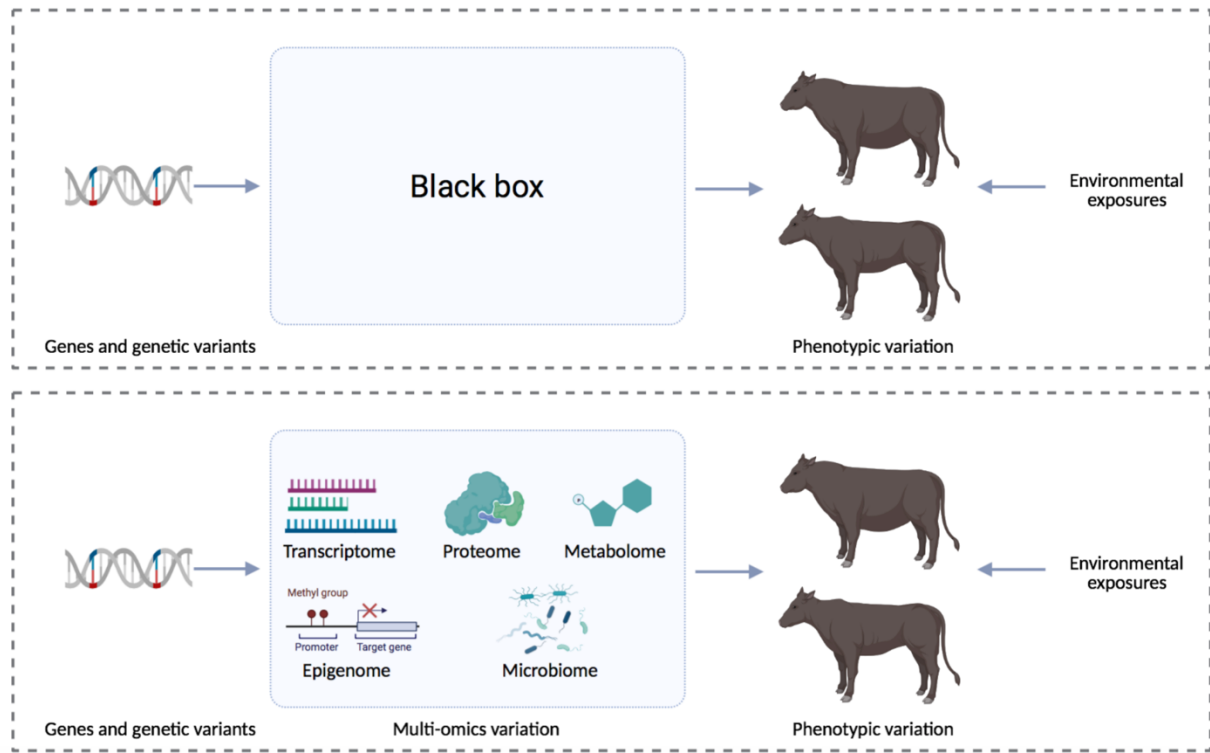 Black box
Environmental
exposures
Genes and genetic variants
Phenotypic variation
Transcriptome
Proteome
Metabolome
Methyl group
Promoter
Target gene
Epigenome
Microbiome
Environmental
exposures
Genes and genetic variants
Multi-omics variation
Phenotypic variation